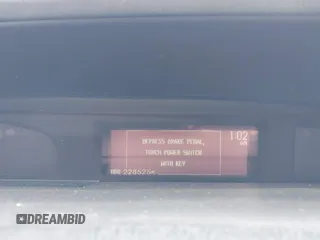 DEPRESS BRAKE PEDAL,
TOUCH POWER SWITCH
WITH KEY
1:02
DREAMBID